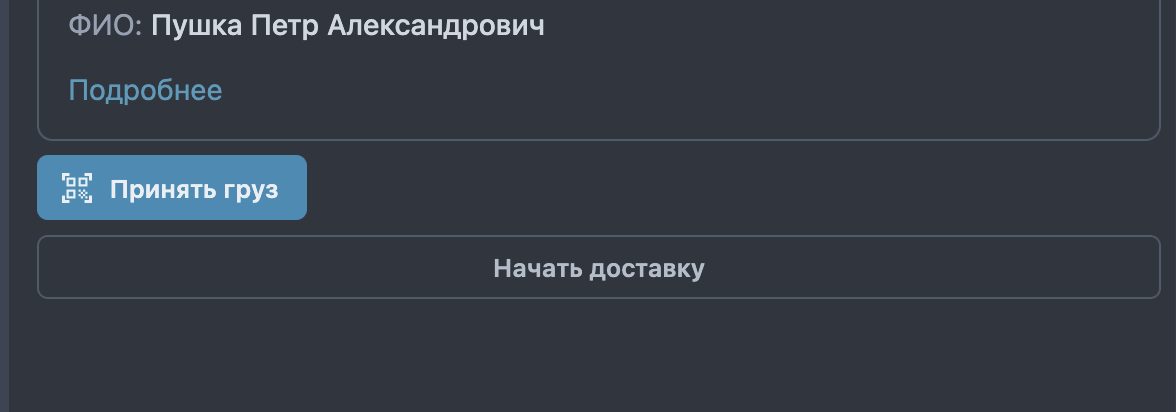 ФИО: Пушка Петр Александрович
Подробнее
Принять груз
Начать доставку